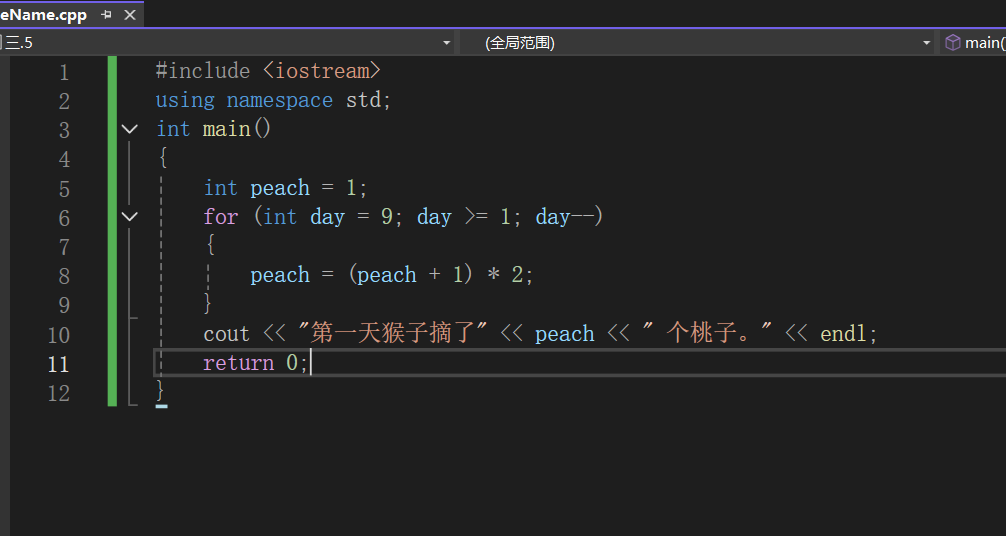 eName.cpp
三.5 (全局范围) main(
1 #include <iostream>
2 using namespace std;
3 int main()
4 {
5 int peach = 1;
6 for (int day = 9; day >= 1; day--)
7 {
8 peach = (peach + 1) * 2;
9 }
10 cout << "第一天猴子摘了" << peach << " 个桃子。" << endl;
11 return 0;
12 }